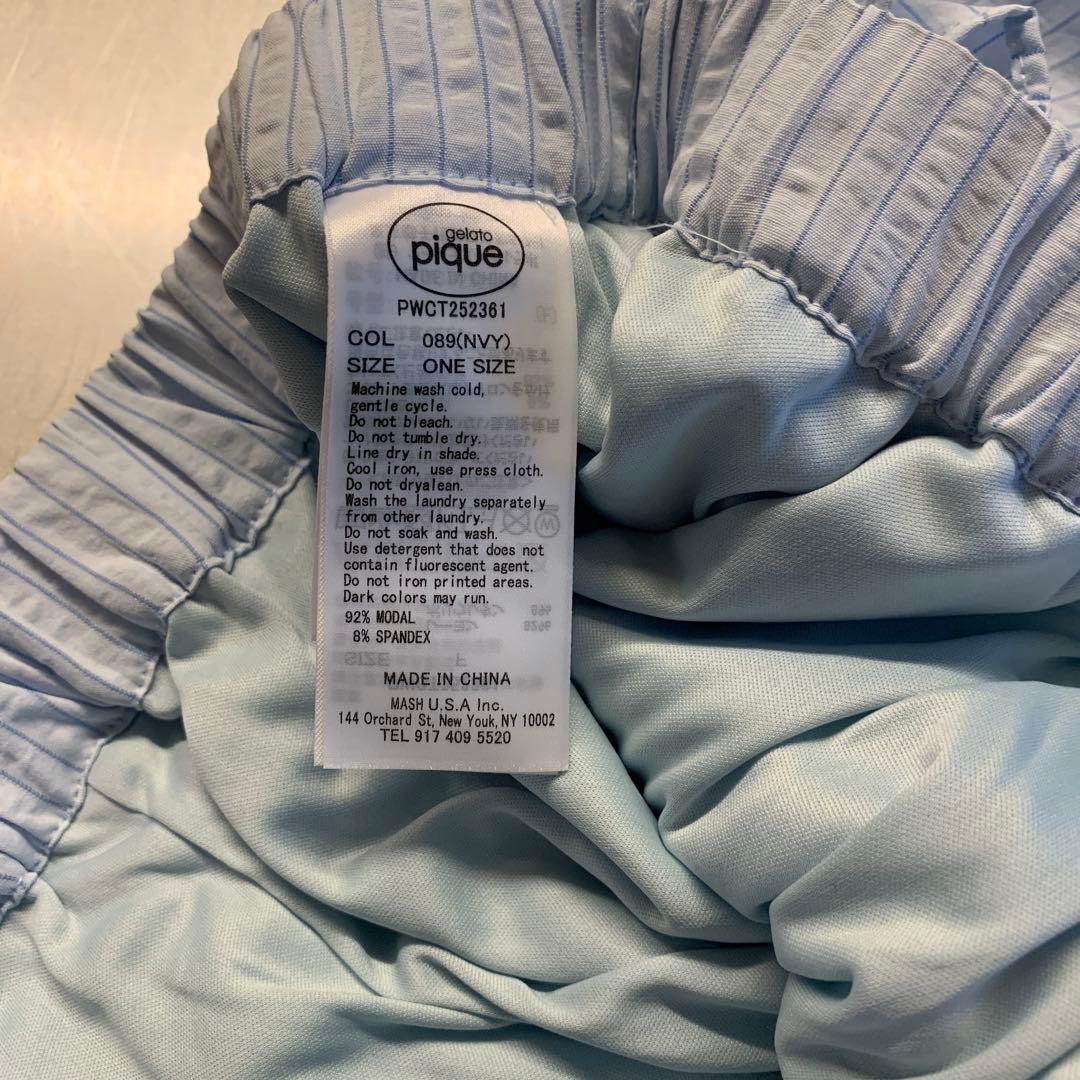 gelato
pique
PWCT252361
COL 089(NVY)
SIZE ONE SIZE
Machine wash cold,
gentle cycle.
Do not bleach.
Do not tumble dry.
Line dry in shade.
Cool iron, use press cloth.
Do not dryalean.
Wash the laundry separately
from other laundry.
Do not soak and wash.
Use detergent that does not
contain fluorescent agent.
Do not iron printed areas.
Dark colors may run.
92% MODAL
8% SPANDEX
MADE IN CHINA
MASH U.S.A Inc.
144 Orchard St, New Youk, NY 10002
TEL 917 409 5520